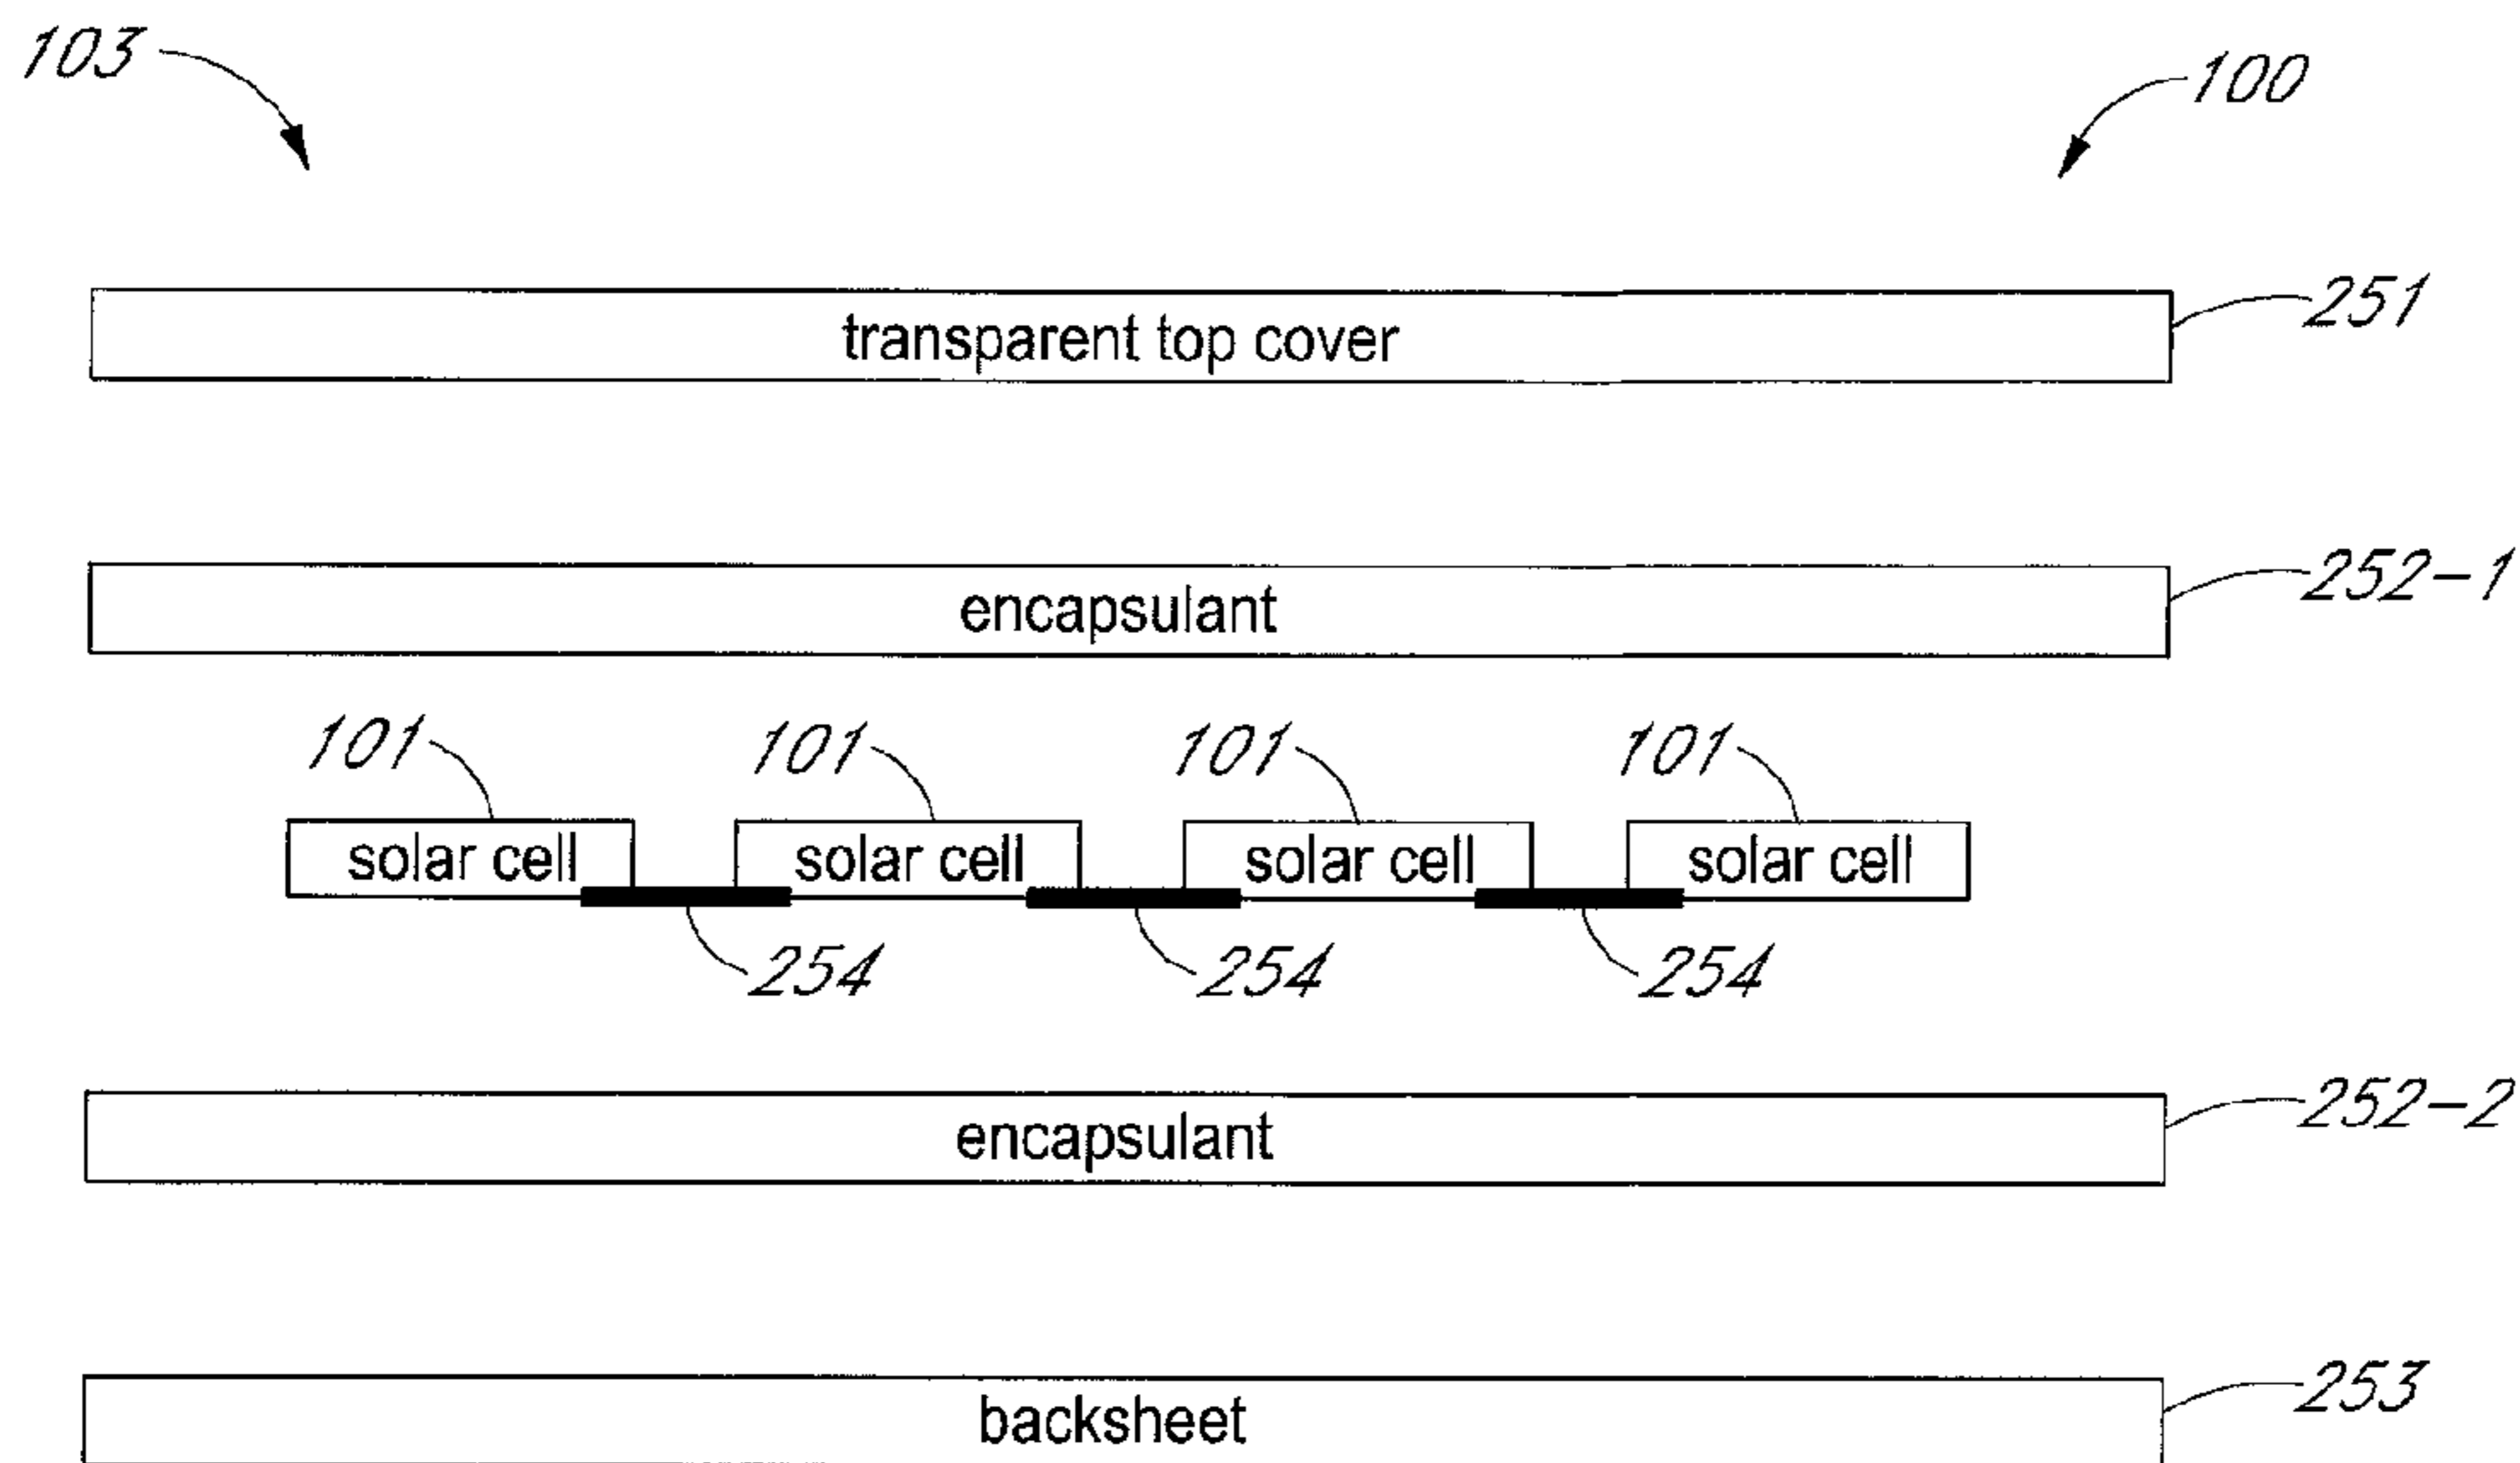 103
100
transparent top cover
251
encapsulant
252-1
101 101 101 101
solar cell solar cell solar cell solar cell
254 254 254
encapsulant
252-2
backsheet
253